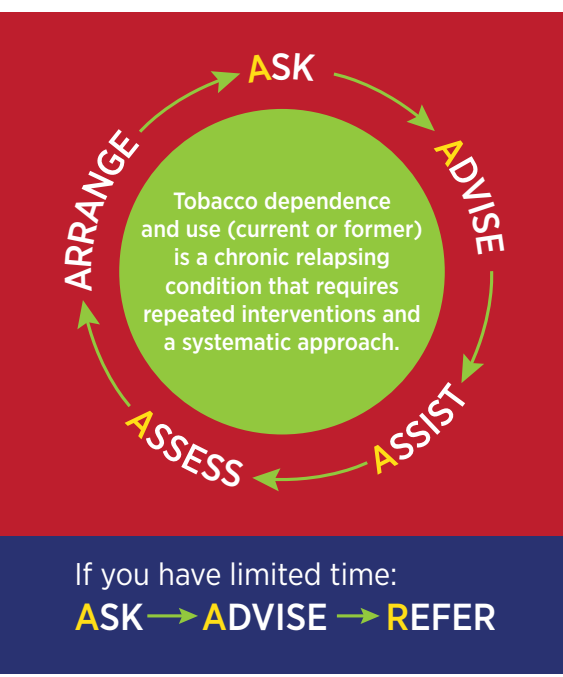 ASK
ADVISE
ASSIST
ASSESS
ARRANGE
Tobacco dependence
and use (current or former)
is a chronic relapsing
condition that requires
repeated interventions and
a systematic approach.
If you have limited time:
ASK → ADVISE → REFER